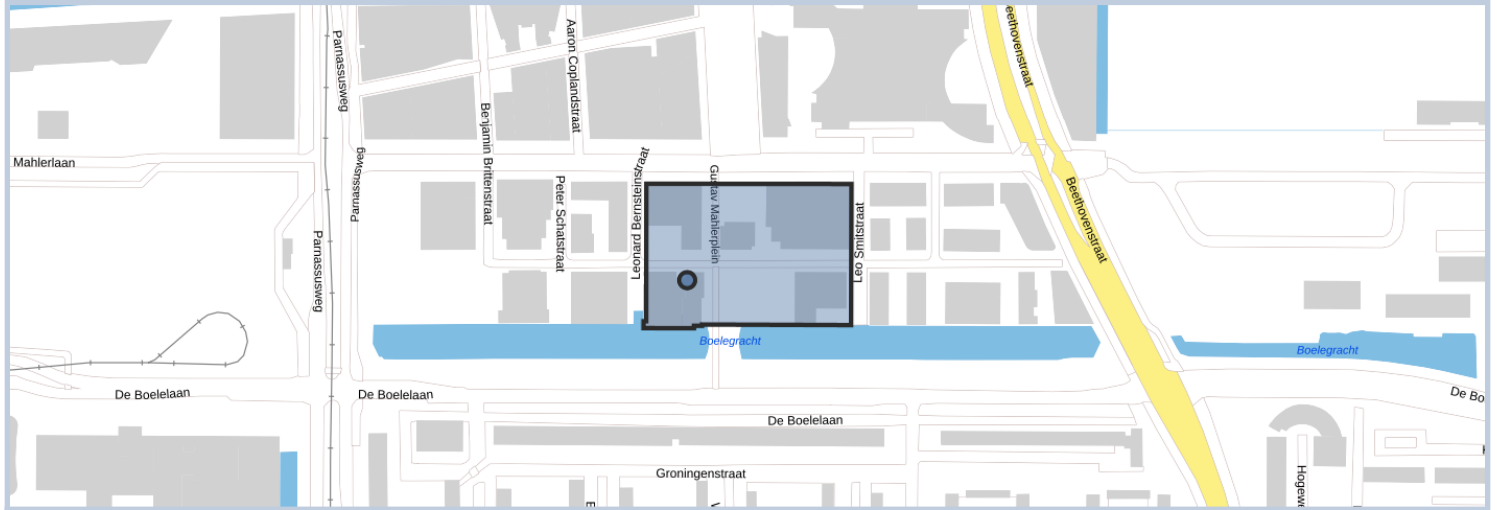 Parnassusweg
Aaron Coplandstraat
Beethovenstraat
Benjamin Brittenstraat
Mahlerlaan
Parnassusweg
Peter Schatstraat
Leonard Bernsteinstraat
Gustav Mahlerplein
Leo Smitstraat
Beethovenstraat
Parnassusweg
Boelegracht
Boelegracht
De Boelelaan
De Boelelaan
De Bo
De Boelelaan
Groningenstraat
Hogewe